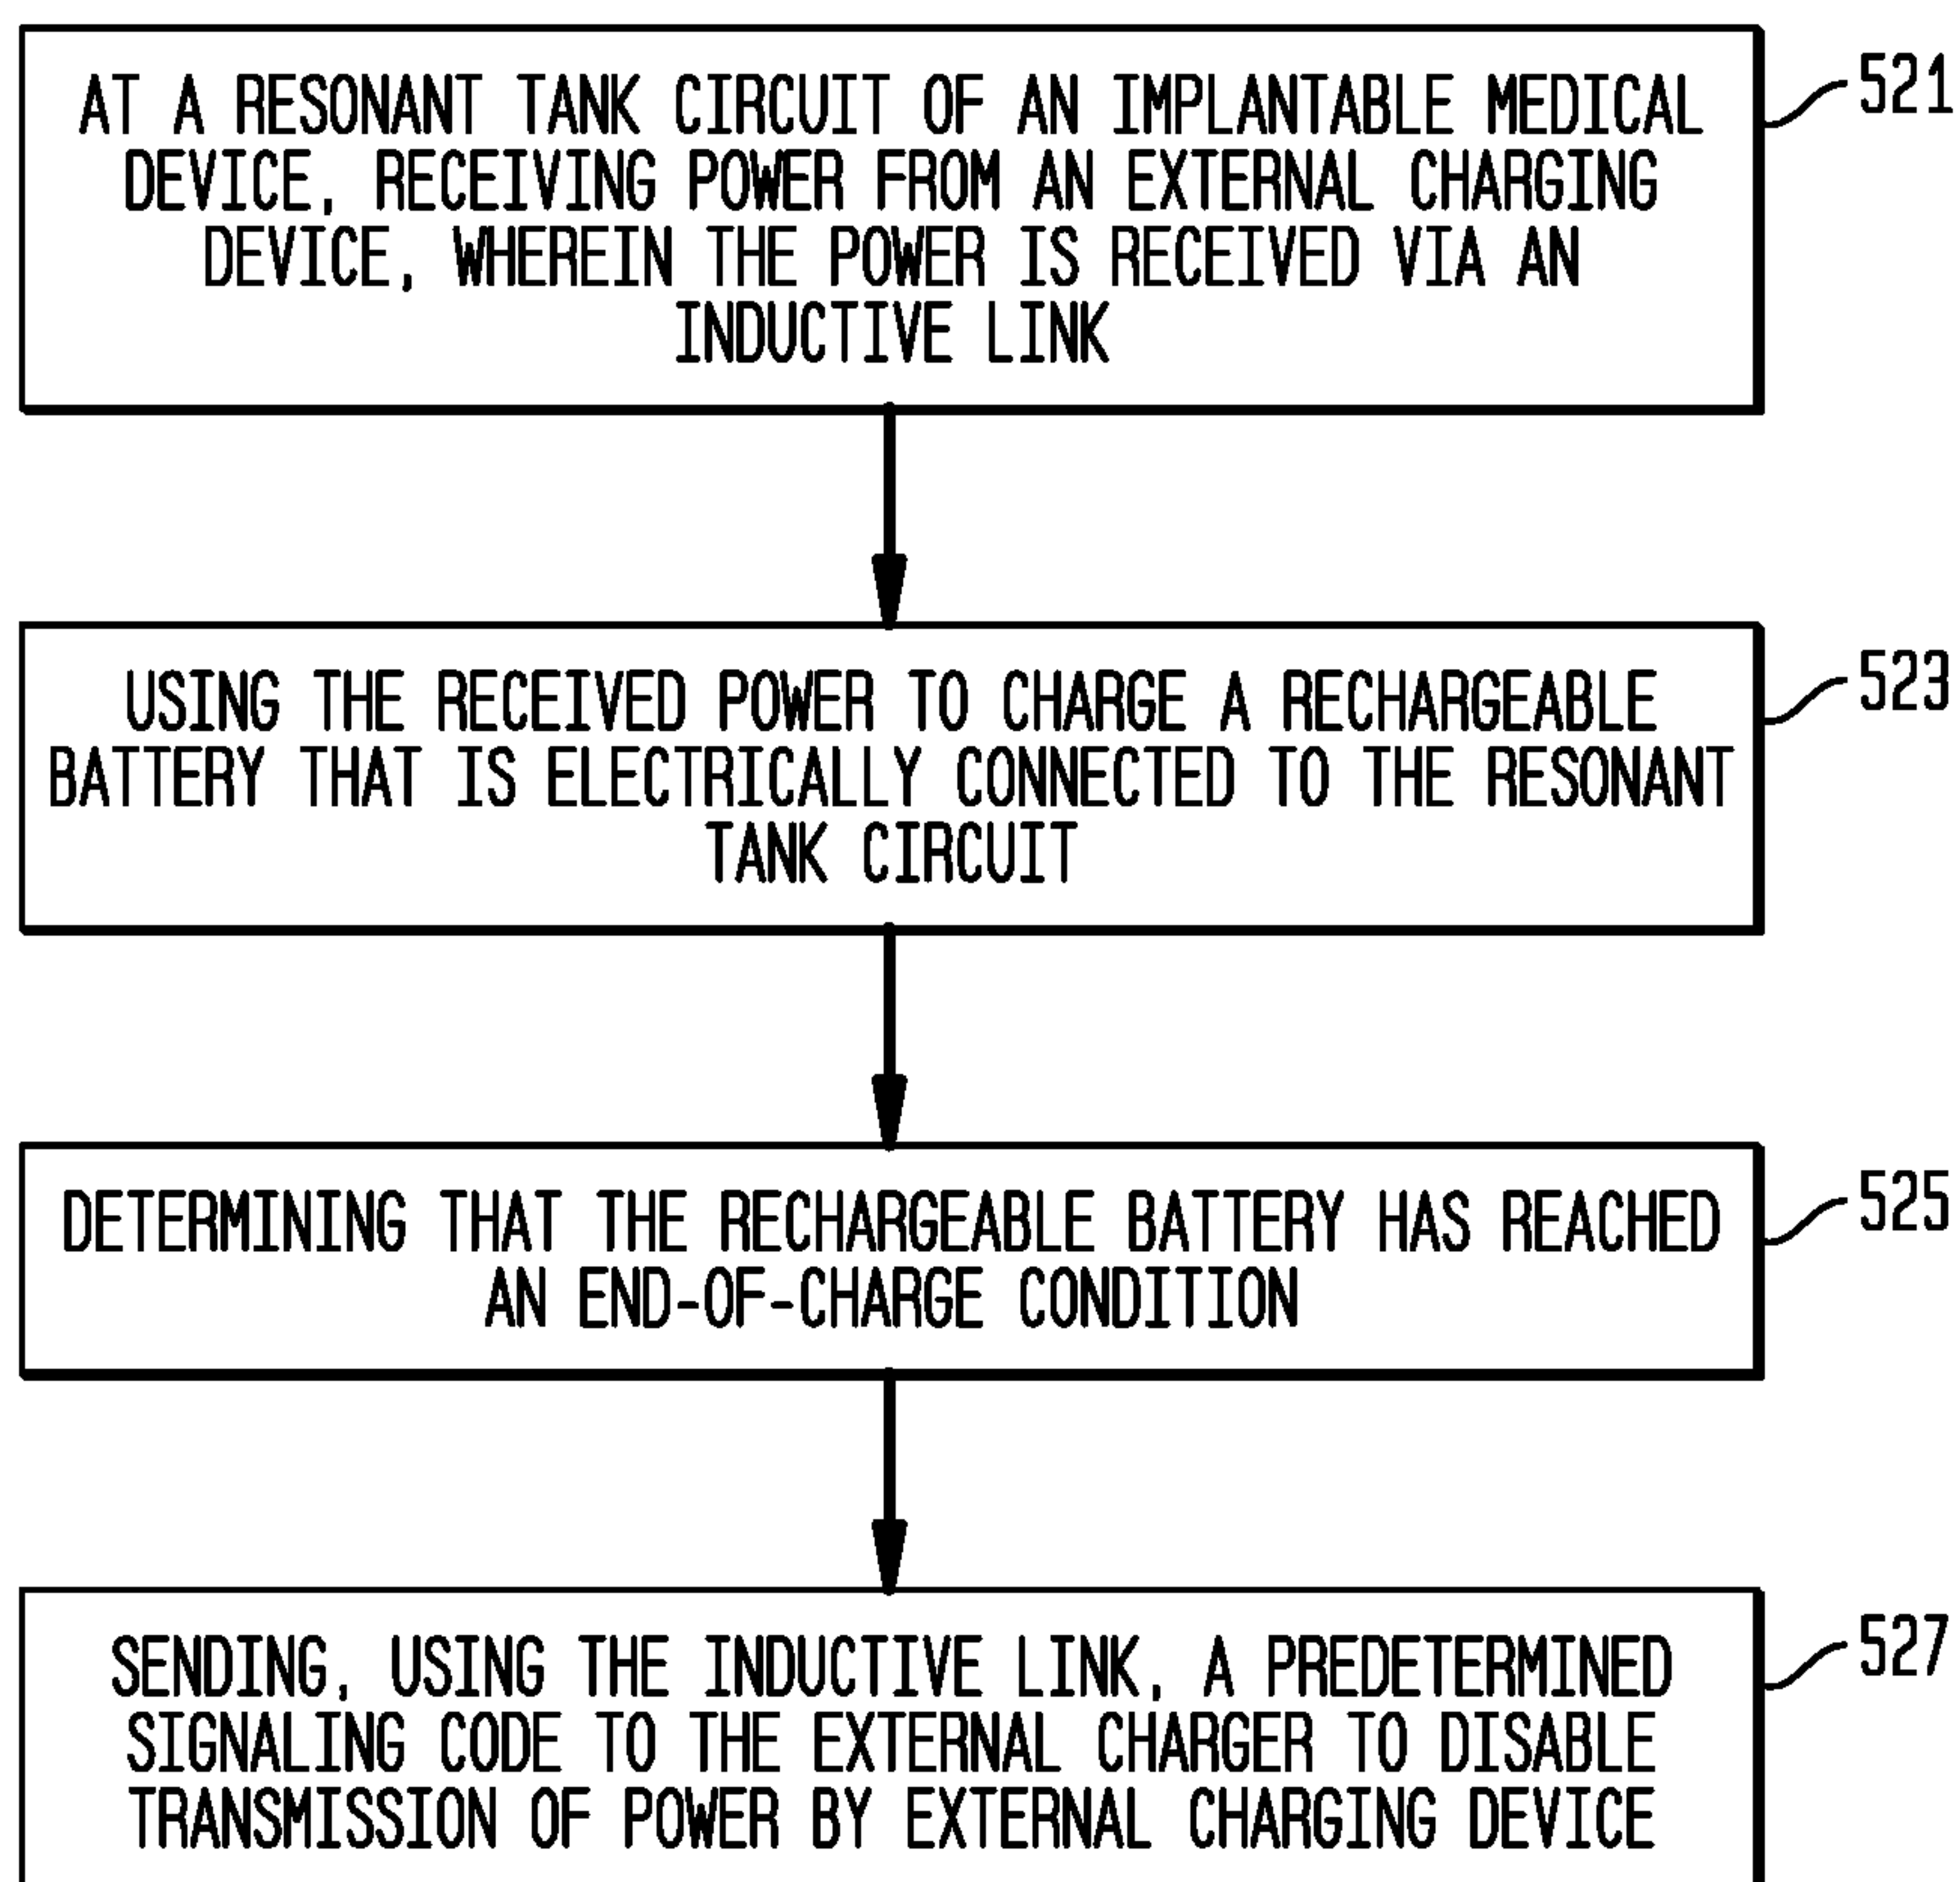 AT A RESONANT TANK CIRCUIT OF AN IMPLANTABLE MEDICAL
DEVICE, RECEIVING POWER FROM AN EXTERNAL CHARGING
DEVICE, WHEREIN THE POWER IS RECEIVED VIA AN
INDUCTIVE LINK
521
USING THE RECEIVED POWER TO CHARGE A RECHARGEABLE
BATTERY THAT IS ELECTRICALLY CONNECTED TO THE RESONANT
TANK CIRCUIT
523
DETERMINING THAT THE RECHARGEABLE BATTERY HAS REACHED
AN END-OF-CHARGE CONDITION
525
SENDING, USING THE INDUCTIVE LINK, A PREDETERMINED
SIGNALING CODE TO THE EXTERNAL CHARGER TO DISABLE
TRANSMISSION OF POWER BY EXTERNAL CHARGING DEVICE
527